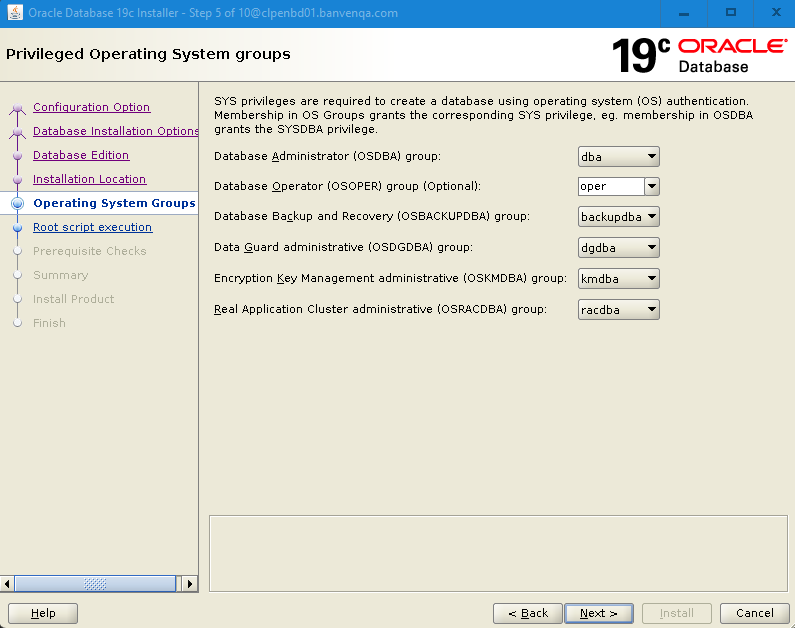 Oracle Database 19c Installer - Step 5 of 10@clpenbd01.banvenqa.com
Privileged Operating System groups
19c ORACLE®
Database
Configuration Option
Database Installation Options
Database Edition
Installation Location
Operating System Groups
Root script execution
Prerequisite Checks
Summary
Install Product
Finish
SYS privileges are required to create a database using operating system (OS) authentication.
Membership in OS Groups grants the corresponding SYS privilege, eg. membership in OSDBA
grants the SYSDBA privilege.
Database Administrator (OSDBA) group: dba
Database Operator (OSOPER) group (Optional): oper
Database Backup and Recovery (OSBACKUPDBA) group: backupdba
Data Guard administrative (OSDGDBA) group: dgdba
Encryption Key Management administrative (OSKMDBA) group: kmdba
Real Application Cluster administrative (OSRACDBA) group: racdba
Help
< Back
Next >
Install
Cancel